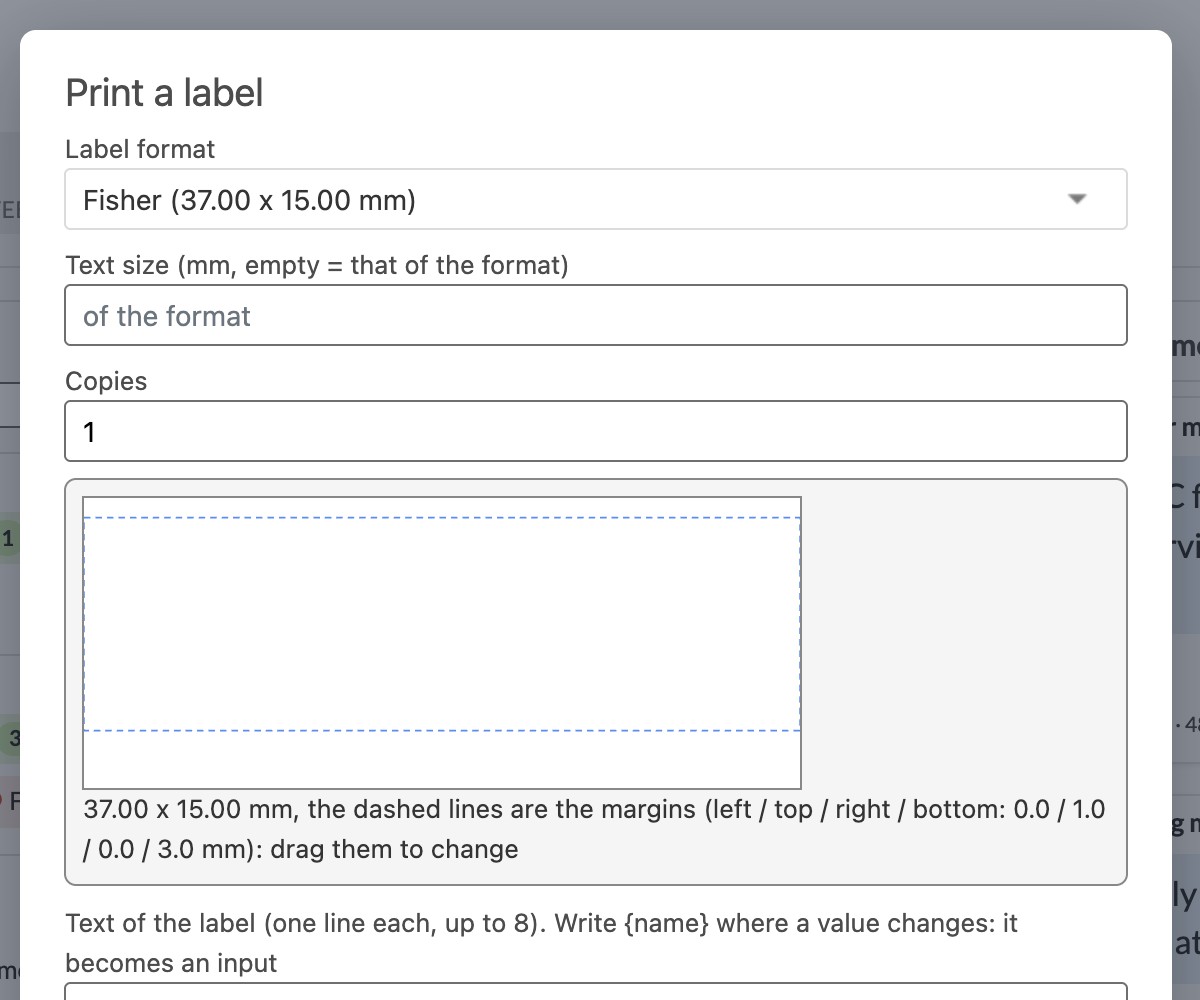 Print a label
Label format
Fisher (37.00 x 15.00 mm)
Text size (mm, empty = that of the format)
of the format
Copies
1
37.00 x 15.00 mm, the dashed lines are the margins (left / top / right / bottom: 0.0 / 1.0
/ 0.0 / 3.0 mm): drag them to change
Text of the label (one line each, up to 8). Write {name} where a value changes: it
becomes an input
1
3